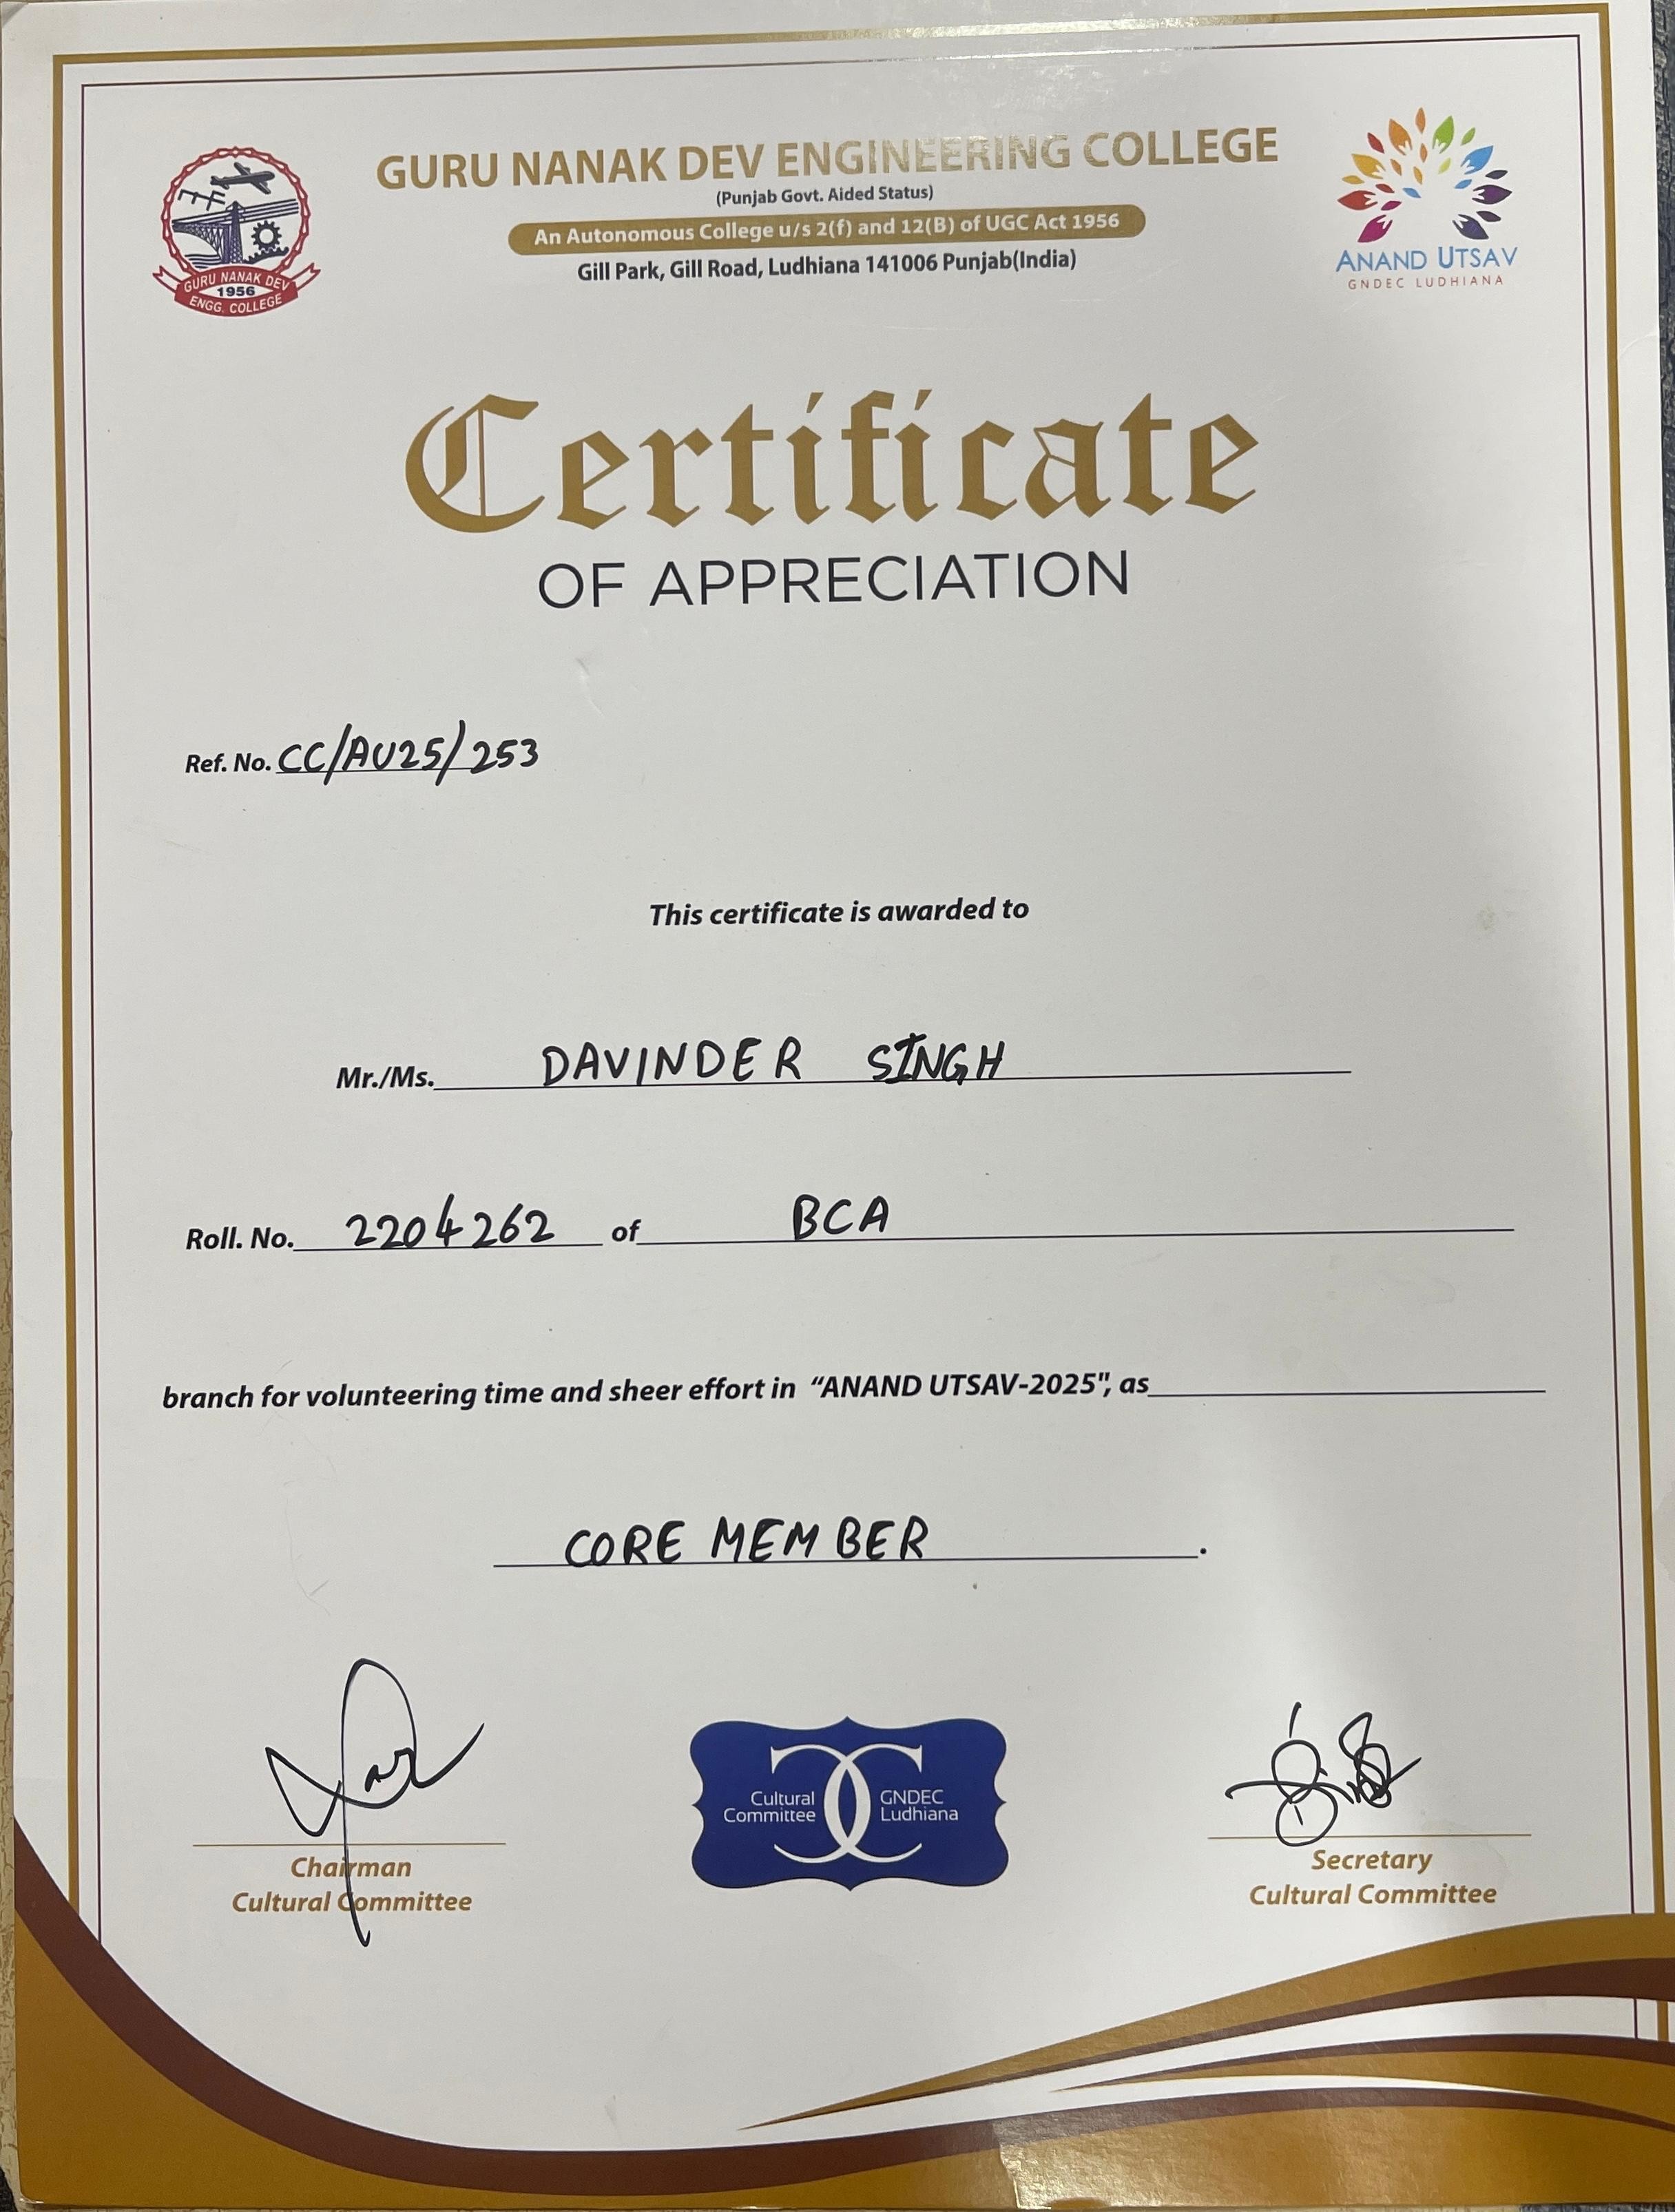 GURU NANAK DEV ENGINEERING COLLEGE
(Punjab Govt. Aided Status)
An Autonomous College u/s 2(f) and 12(B) of UGC Act 1956
Gill Park, Gill Road, Ludhiana 141006 Punjab(India)
GURU NANAK DEV
1956
ENGG. COLLEGE
ANAND UTSAV
GNDEC LUDHIANA
Certificate
OF APPRECIATION
Ref. No. CC/AU25/253
This certificate is awarded to
Mr./Ms. DAVINDER SINGH
Roll. No. 2204262 of BCA
branch for volunteering time and sheer effort in "ANAND UTSAV-2025", as
CORE MEMBER .
Chairman
Cultural Committee
Cultural Committee
CC
GNDEC Ludhiana
Secretary
Cultural Committee